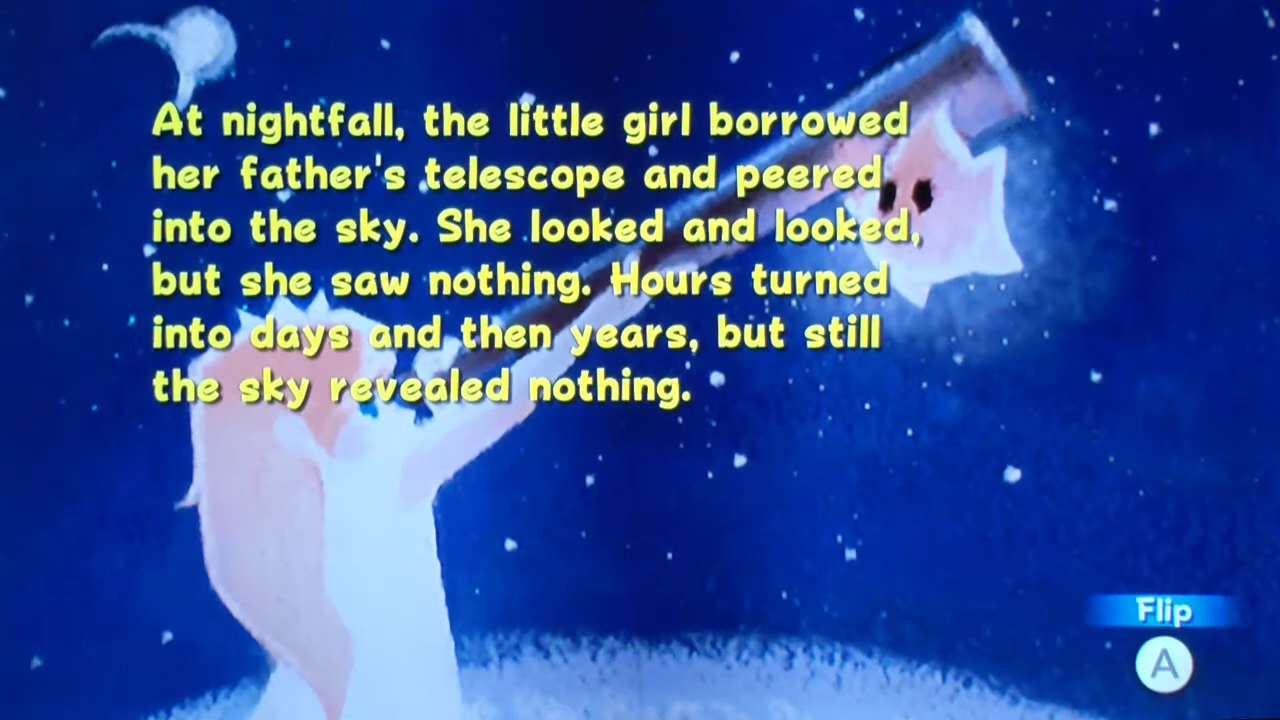 At nightfall, the little girl borrowed
her father's telescope and peered
into the sky. She looked and looked,
but she saw nothing. Hours turned
into days and then years, but still
the sky revealed nothing.
Flip
A